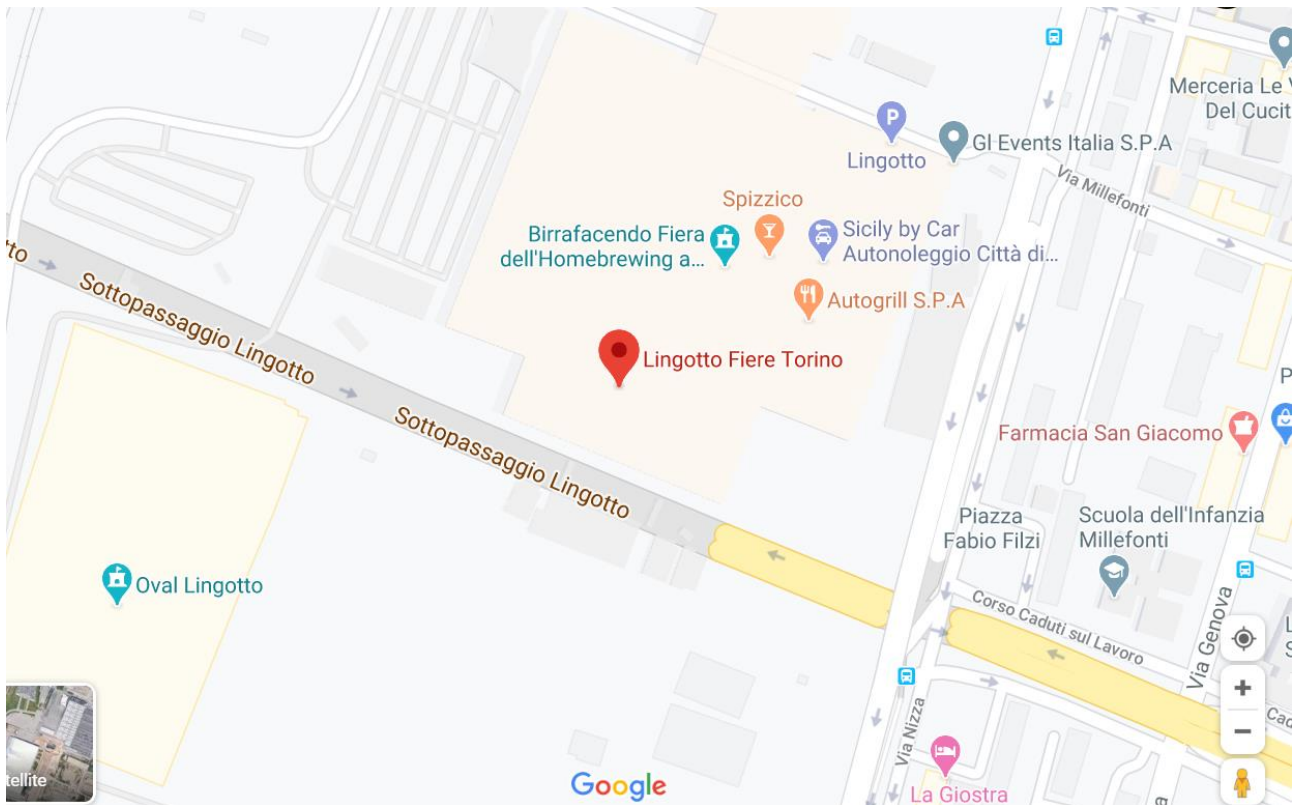 Merceria Le V
Del Cucit
Gl Events Italia S.P.A
Lingotto
Via Millefonti
Spizzico
Birrafacendo Fiera
dell'Homebrewing a...
Sicily by Car
Autonoleggio Città di...
Autogrill S.P.A
tto
Sottopassaggio Lingotto
Lingotto Fiere Torino
P
Sottopassaggio Lingotto
Farmacia San Giacomo
Piazza
Fabio Filzi
Scuola dell'Infanzia
Millefonti
Oval Lingotto
Corso Caduti sul Lavoro
Via Genova
L
S
Via Nizza
Cad
tellite
Google
La Giostra
a